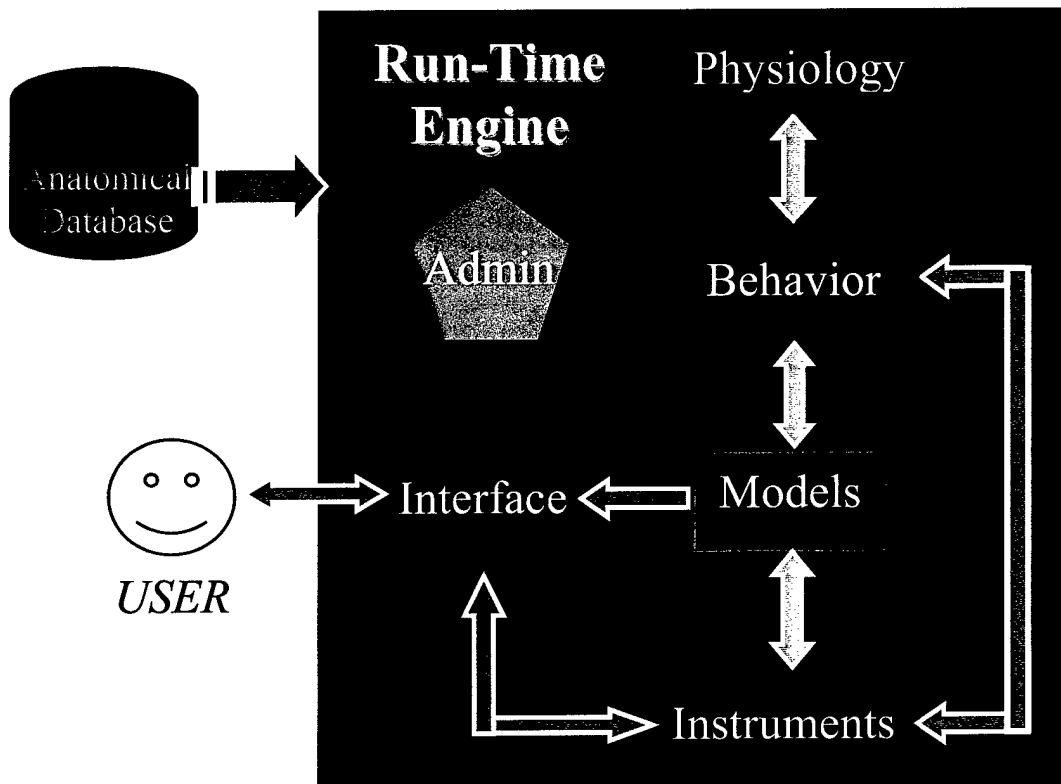 Run-Time
Engine
Physiology
Anatomical
Database
Admin
Behavior
Interface
Models
USER
Instruments